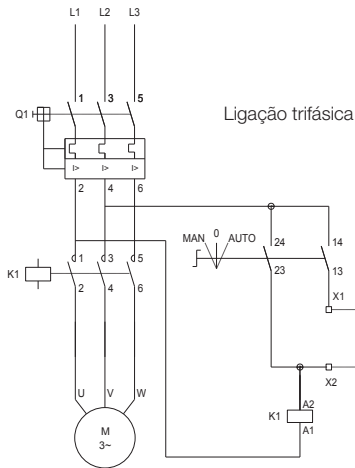 L1 L2 L3
1 3 5
Q1
Ligação trifásica
I> I> I>
2 4 6
MAN 0 AUTO
24 14
23 13
1 3 5
K1
2 4 6
X1
X2
U V W
A2
K1
A1
M
3~